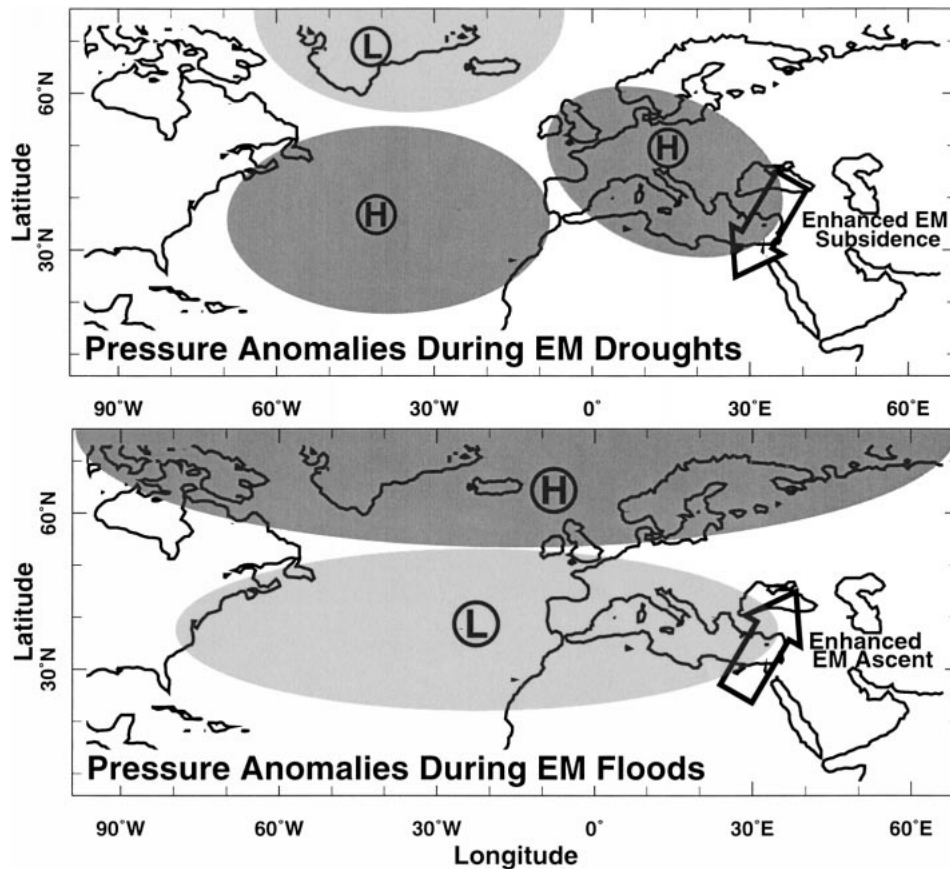 L
60˚N
H
H
Latitude
30˚N
Enhanced EM
Subsidence
Pressure Anomalies During EM Droughts
90˚W
60˚W
30˚W
0˚
30˚E
60˚E
H
60˚N
Latitude
L
30˚N
Enhanced
EM Ascent
Pressure Anomalies During EM Floods
90˚W
60˚W
30˚W
0˚
30˚E
60˚E
Longitude